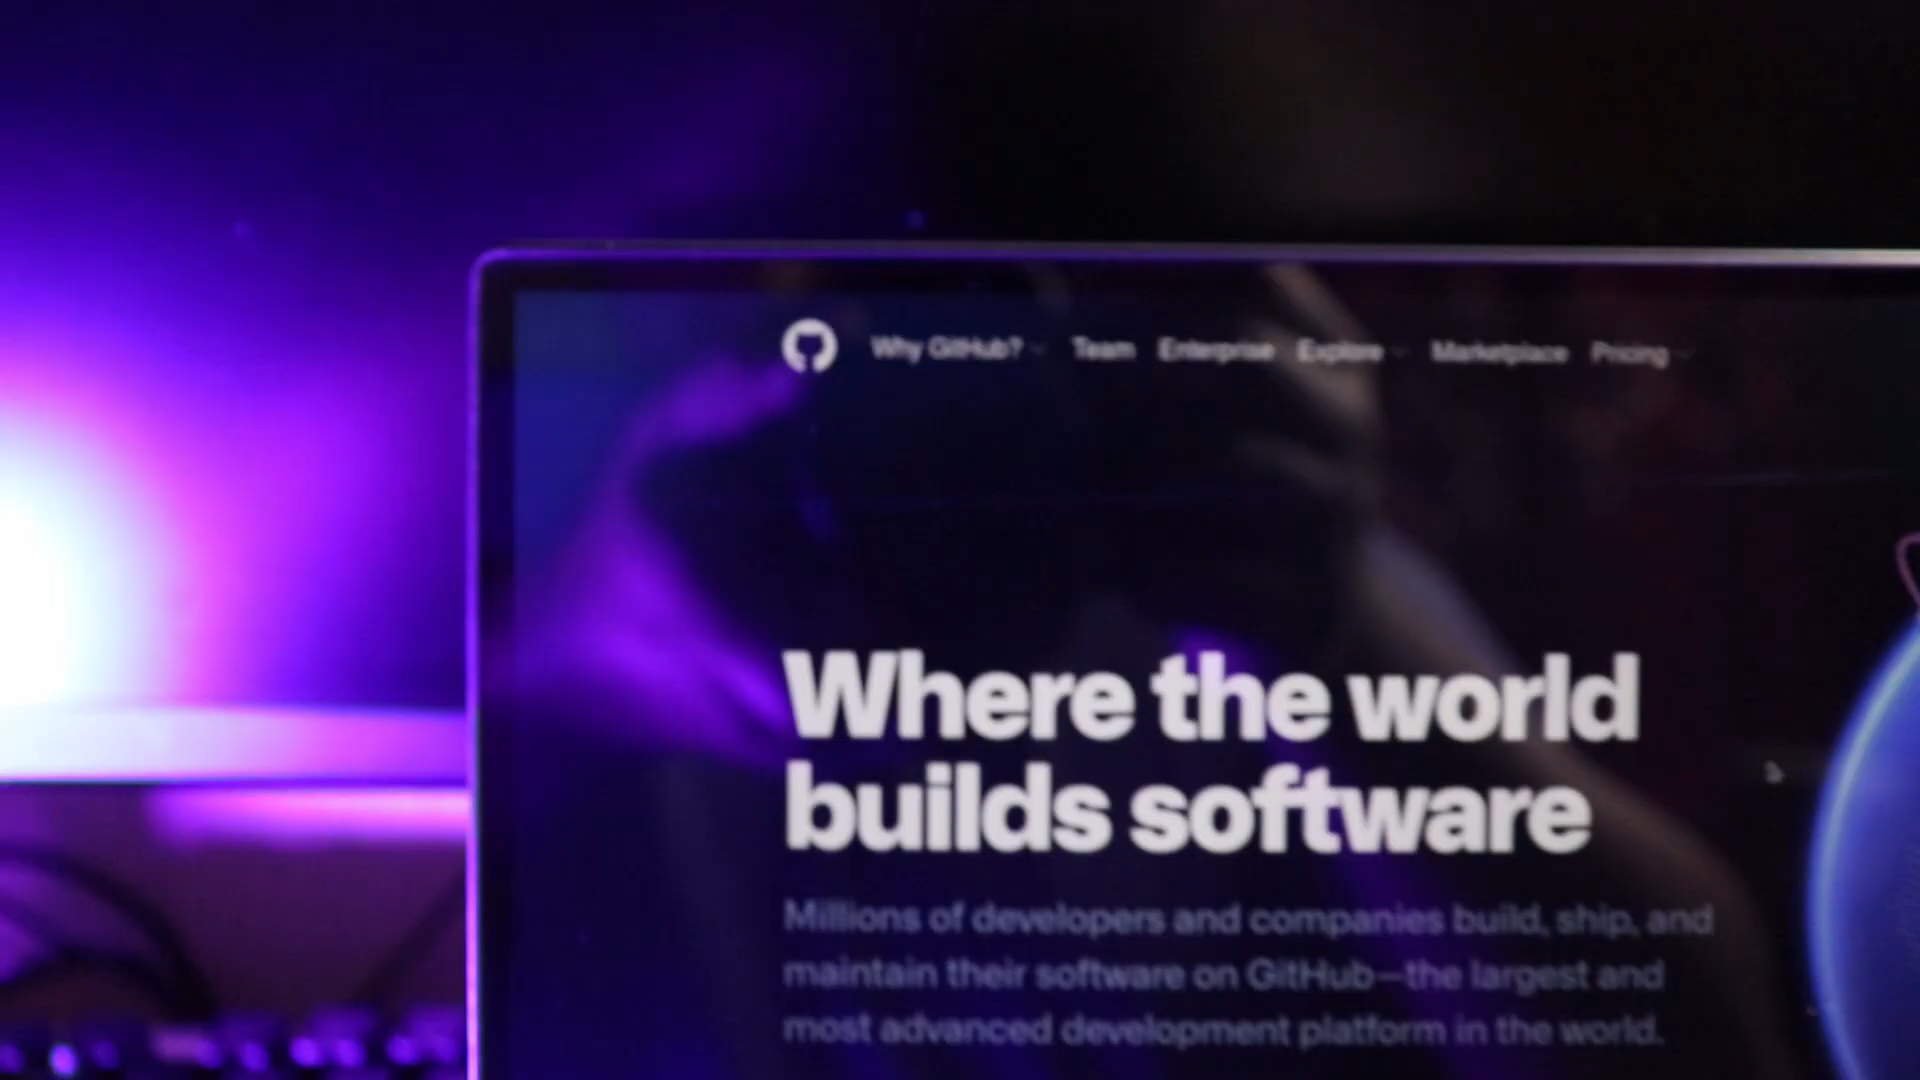 Why GitHub? Team Enterprise Explore Marketplace Pricing
Where the world
builds software
Millions of developers and companies build, ship, and
maintain their software on GitHub—the largest and
most advanced development platform in the world.